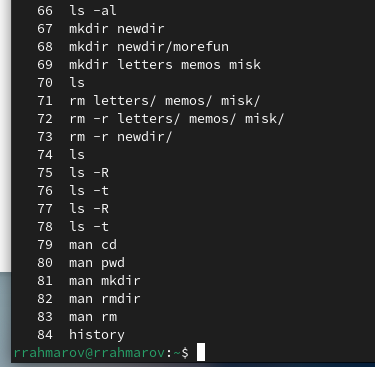 66 ls -al
67 mkdir newdir
68 mkdir newdir/morefun
69 mkdir letters memos misk
70 ls
71 rm letters/ memos/ misk/
72 rm -r letters/ memos/ misk/
73 rm -r newdir/
74 ls
75 ls -R
76 ls -t
77 ls -R
78 ls -t
79 man cd
80 man pwd
81 man mkdir
82 man rmdir
83 man rm
84 history
rrahmarov@rrahmarov:~$